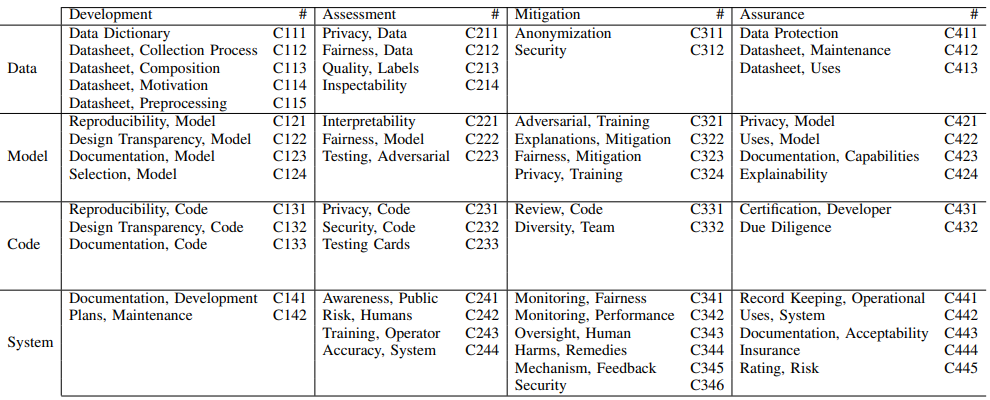 Development # Assessment # Mitigation # Assurance #
Data Dictionary C111 Privacy, Data C211 Anonymization C311 Data Protection C411
Datasheet, Collection Process C112 Fairness, Data C212 Security C312 Datasheet, Maintenance C412
Data Datasheet, Composition C113 Quality, Labels C213 Datasheet, Uses C413
Datasheet, Motivation C114 Inspectability C214
Datasheet, Preprocessing C115
Reproducibility, Model C121 Interpretability C221 Adversarial, Training C321 Privacy, Model C421
Design Transparency, Model C122 Fairness, Model C222 Explanations, Mitigation C322 Uses, Model C422
Model Documentation, Model C123 Testing, Adversarial C223 Fairness, Mitigation C323 Documentation, Capabilities C423
Selection, Model C124 Privacy, Training C324 Explainability C424
Reproducibility, Code C131 Privacy, Code C231 Review, Code C331 Certification, Developer C431
Design Transparency, Code C132 Security, Code C232 Diversity, Team C332 Due Diligence C432
Code Documentation, Code C133 Testing Cards C233
Documentation, Development C141 Awareness, Public C241 Monitoring, Fairness C341 Record Keeping, Operational C441
Plans, Maintenance C142 Risk, Humans C242 Monitoring, Performance C342 Uses, System C442
System Training, Operator C243 Oversight, Human C343 Documentation, Acceptability C443
Accuracy, System C244 Harms, Remedies C344 Insurance C444
Mechanism, Feedback C345 Rating, Risk C445
Security C346